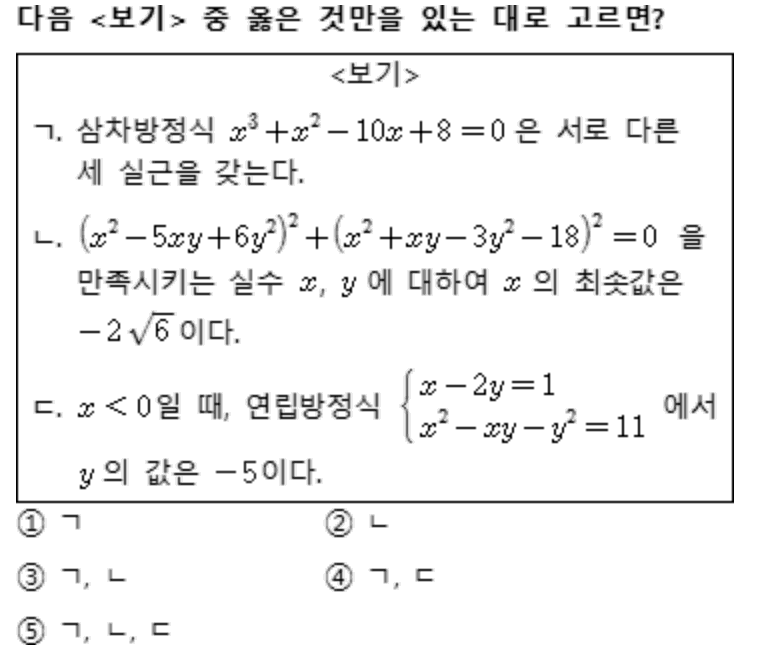 다음 <보기> 중 옳은 것만을 있는 대로 고르면?
<보기>
ㄱ. 삼차방정식 x³+x²−10x+8=0 은 서로 다른
세 실근을 갖는다.
ㄴ. (x²−5xy+6y²)²+(x²+xy−3y²−18)²=0 을
만족시키는 실수 x, y 에 대하여 x 의 최솟값은
−2√6 이다.
ㄷ. x<0일 때, 연립방정식 { x−2y=1
x²−xy−y²=11 에서
y 의 값은 −5이다.
① ㄱ ② ㄴ
③ ㄱ, ㄴ ④ ㄱ, ㄷ
⑤ ㄱ, ㄴ, ㄷ